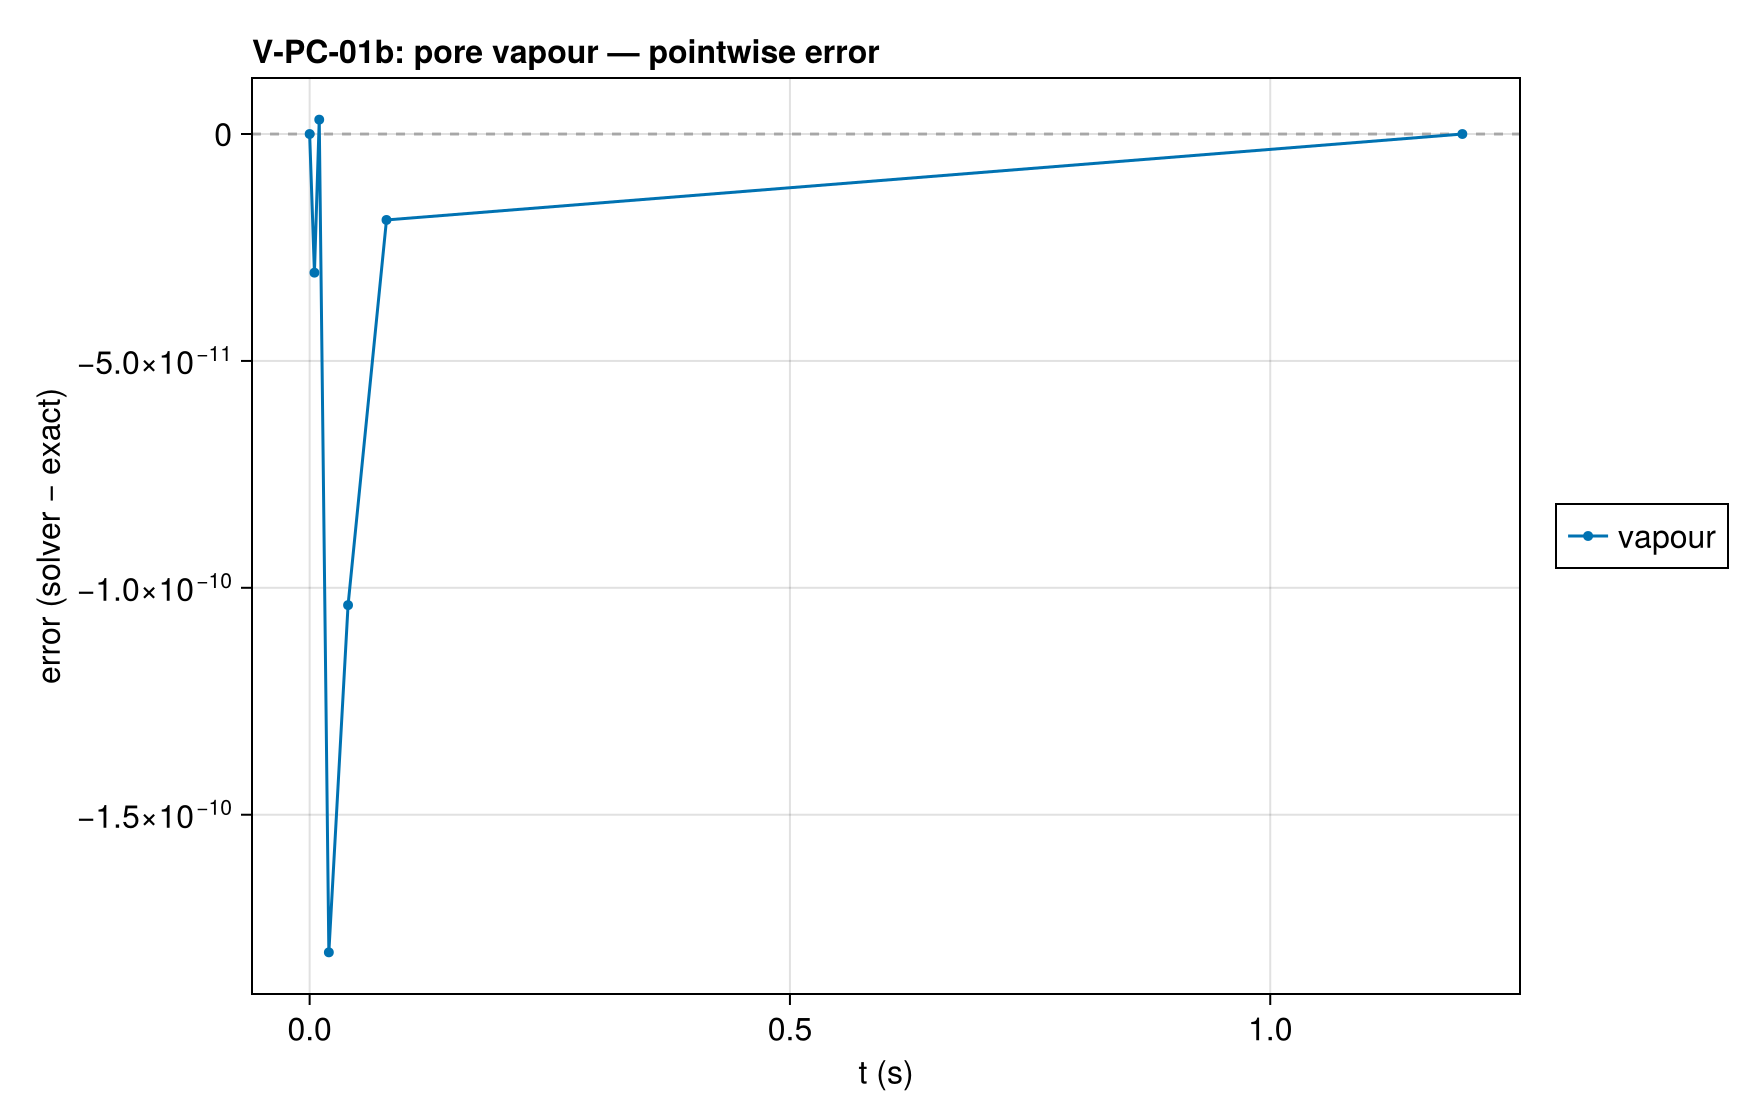 V-PC-01b: pore vapour — pointwise error
error (solver − exact)
0
−5.0×10⁻¹¹
−1.0×10⁻¹⁰
−1.5×10⁻¹⁰
0.0
0.5
1.0
t (s)
vapour